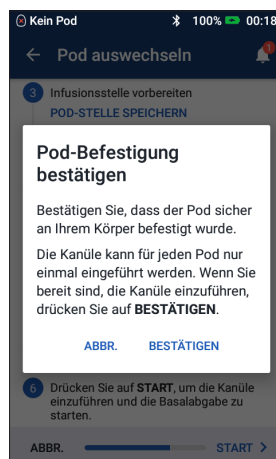 Kein Pod 100% 00:18
Pod auswechseln 1
3 Infusionsstelle vorbereiten
POD-STELLE SPEICHERN
Pod-Befestigung
bestätigen
Bestätigen Sie, dass der Pod sicher
an Ihrem Körper befestigt wurde.
Die Kanüle kann für jeden Pod nur
einmal eingeführt werden. Wenn Sie
bereit sind, die Kanüle einzuführen,
drücken Sie auf BESTÄTIGEN.
ABBR. BESTÄTIGEN
6 Drücken Sie auf START, um die Kanüle
einzuführen und die Basalabgabe zu
starten.
ABBR. START